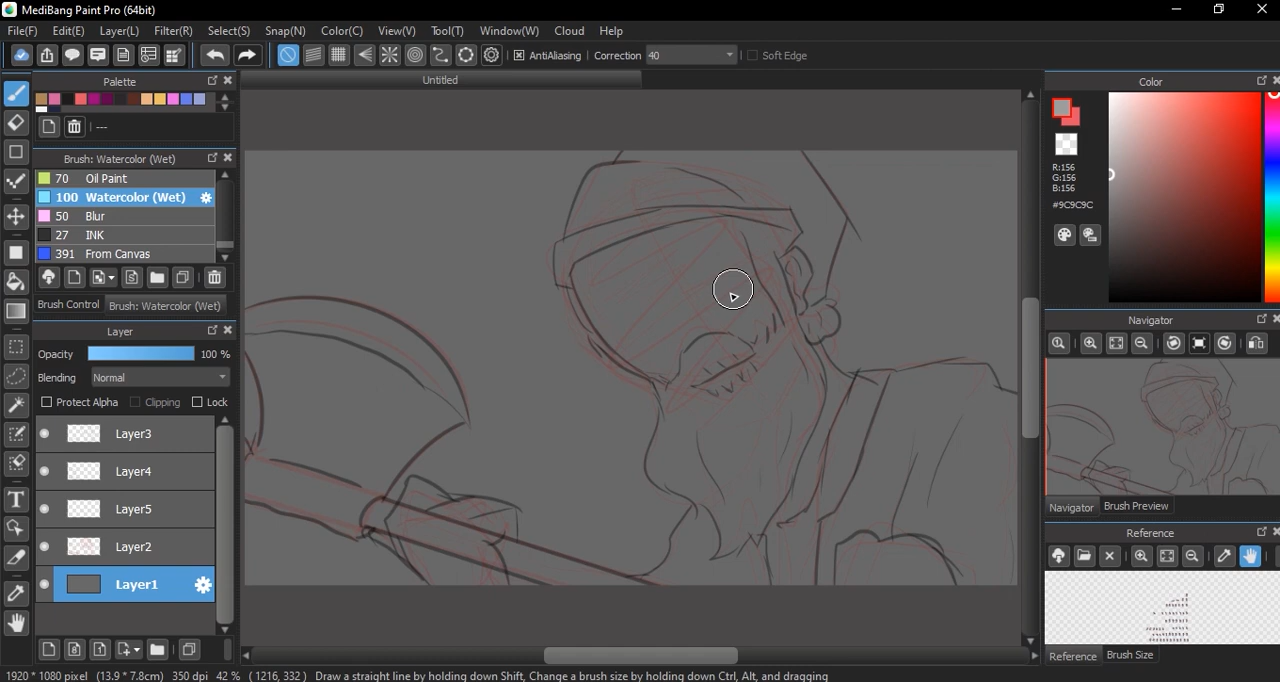 MediBang Paint Pro (64bit)
File(F) Edit(E) Layer(L) Filter(R) Select(S) Snap(N) Color(C) View(V) Tool(T) Window(W) Cloud Help
AntiAliasing Correction 40 Soft Edge
Palette
Untitled
Color
---
Brush: Watercolor (Wet)
70 Oil Paint
100 Watercolor (Wet)
50 Blur
27 INK
391 From Canvas
R:156
G:156
B:156
#9C9C9C
Brush Control Brush: Watercolor (Wet)
Navigator
Layer
Opacity 100 %
Blending Normal
Protect Alpha Clipping Lock
Layer3
Layer4
Layer5
Layer2
Layer1
Navigator Brush Preview
Reference
Reference Brush Size
1920 * 1080 pixel (13.9 * 7.8cm) 350 dpi 42 % ( 1216, 332 ) Draw a straight line by holding down Shift, Change a brush size by holding down Ctrl, Alt, and dragging